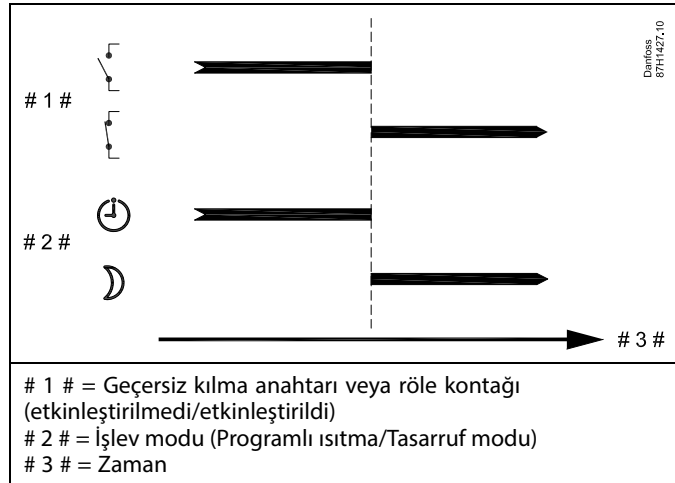 Danfoss
87H1427.10
# 1 #
# 2 #
# 3 #
# 1 # = Geçersiz kılma anahtarı veya röle kontağı
(etkinleştirilmedi/etkinleştirildi)
# 2 # = İşlev modu (Programlı ısıtma/Tasarruf modu)
# 3 # = Zaman